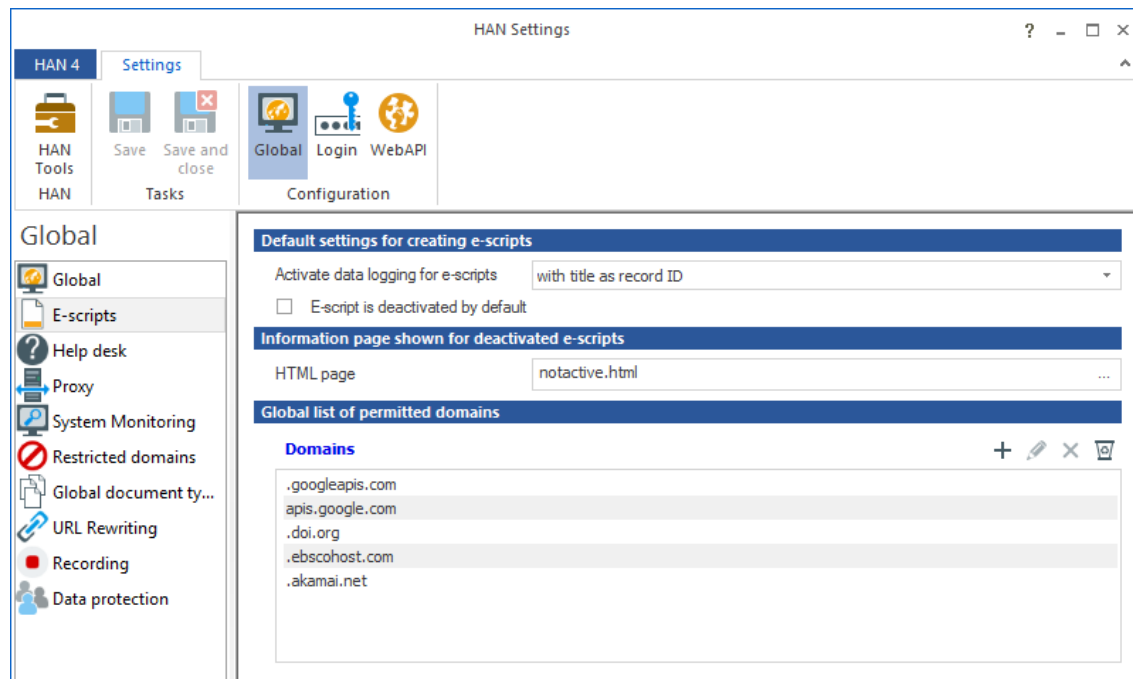 HAN Settings
HAN 4 Settings
HAN Tools
Save
Save and close
Global
Login
WebAPI
HAN
Tasks
Configuration
Global
Global
E-scripts
Help desk
Proxy
System Monitoring
Restricted domains
Global document ty...
URL Rewriting
Recording
Data protection
Default settings for creating e-scripts
Activate data logging for e-scripts with title as record ID
E-script is deactivated by default
Information page shown for deactivated e-scripts
HTML page notactive.html ...
Global list of permitted domains
Domains
.googleapis.com
apis.google.com
.doi.org
.ebscohost.com
.akamai.net